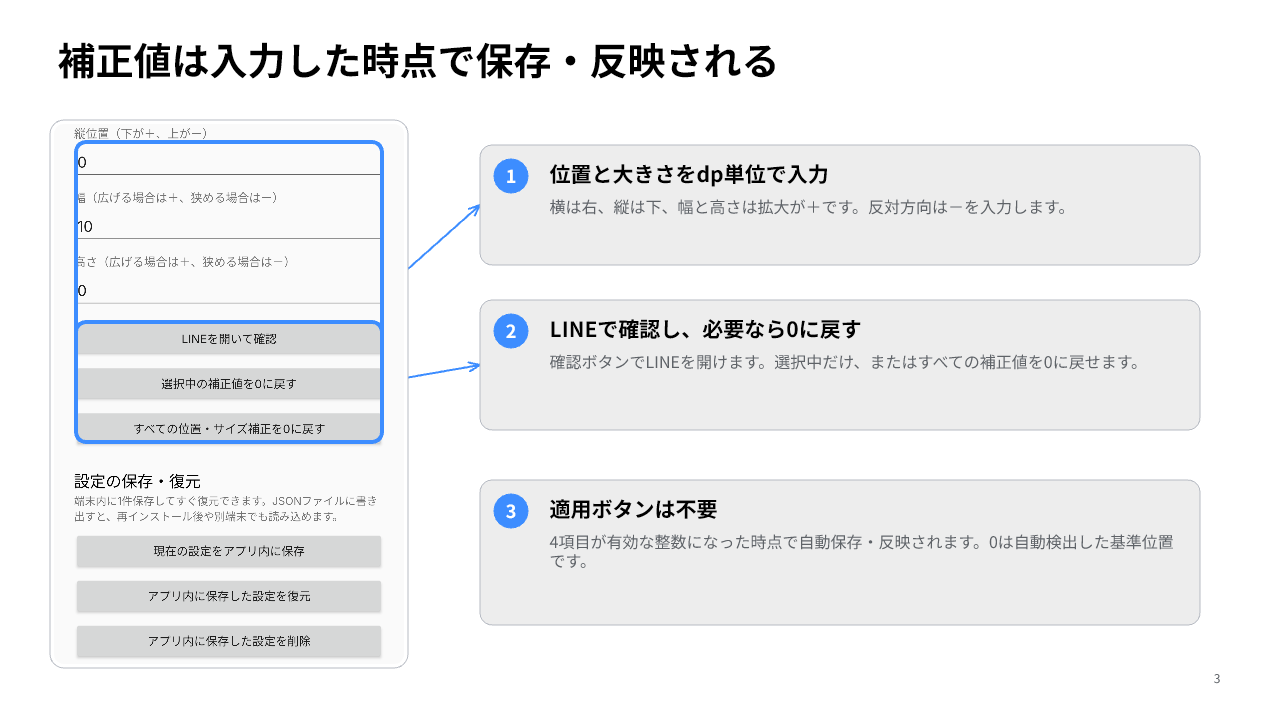 補正値は入力した時点で保存・反映される
縦位置（下が＋、上がー）
0
幅（広げる場合は＋、狭める場合はー）
10
高さ（広げる場合は＋、狭める場合は－）
0
LINEを開いて確認
選択中の補正値を0に戻す
すべての位置・サイズ補正を0に戻す
設定の保存・復元
端末内に1件保存してすぐ復元できます。JSONファイルに書き
出すと、再インストール後や別端末でも読み込めます。
現在の設定をアプリ内に保存
アプリ内に保存した設定を復元
アプリ内に保存した設定を削除
1
位置と大きさをdp単位で入力
横は右、縦は下、幅と高さは拡大が＋です。反対方向は－を入力します。
2
LINEで確認し、必要なら0に戻す
確認ボタンでLINEを開けます。選択中だけ、またはすべての補正値を0に戻せます。
3
適用ボタンは不要
4項目が有効な整数になった時点で自動保存・反映されます。0は自動検出した基準位置
です。
3